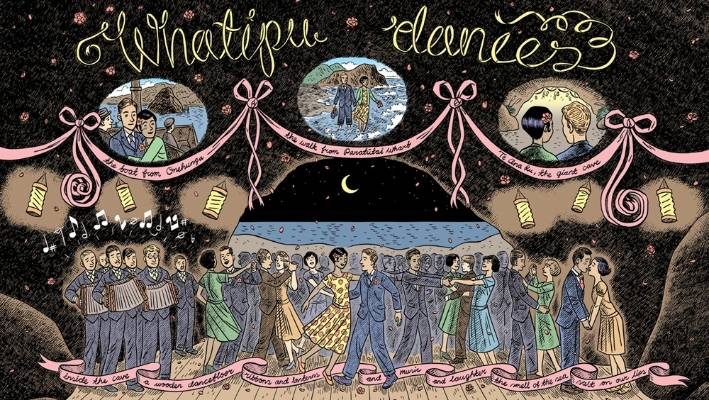 Whatipu dances
the boat from Onehunga
the walk from Paratutai wharf
Te Ana Ru, the giant cave
inside the cave a wooden dancefloor ribbons and lanterns and music and laughter the smell of the sea salt on our lips